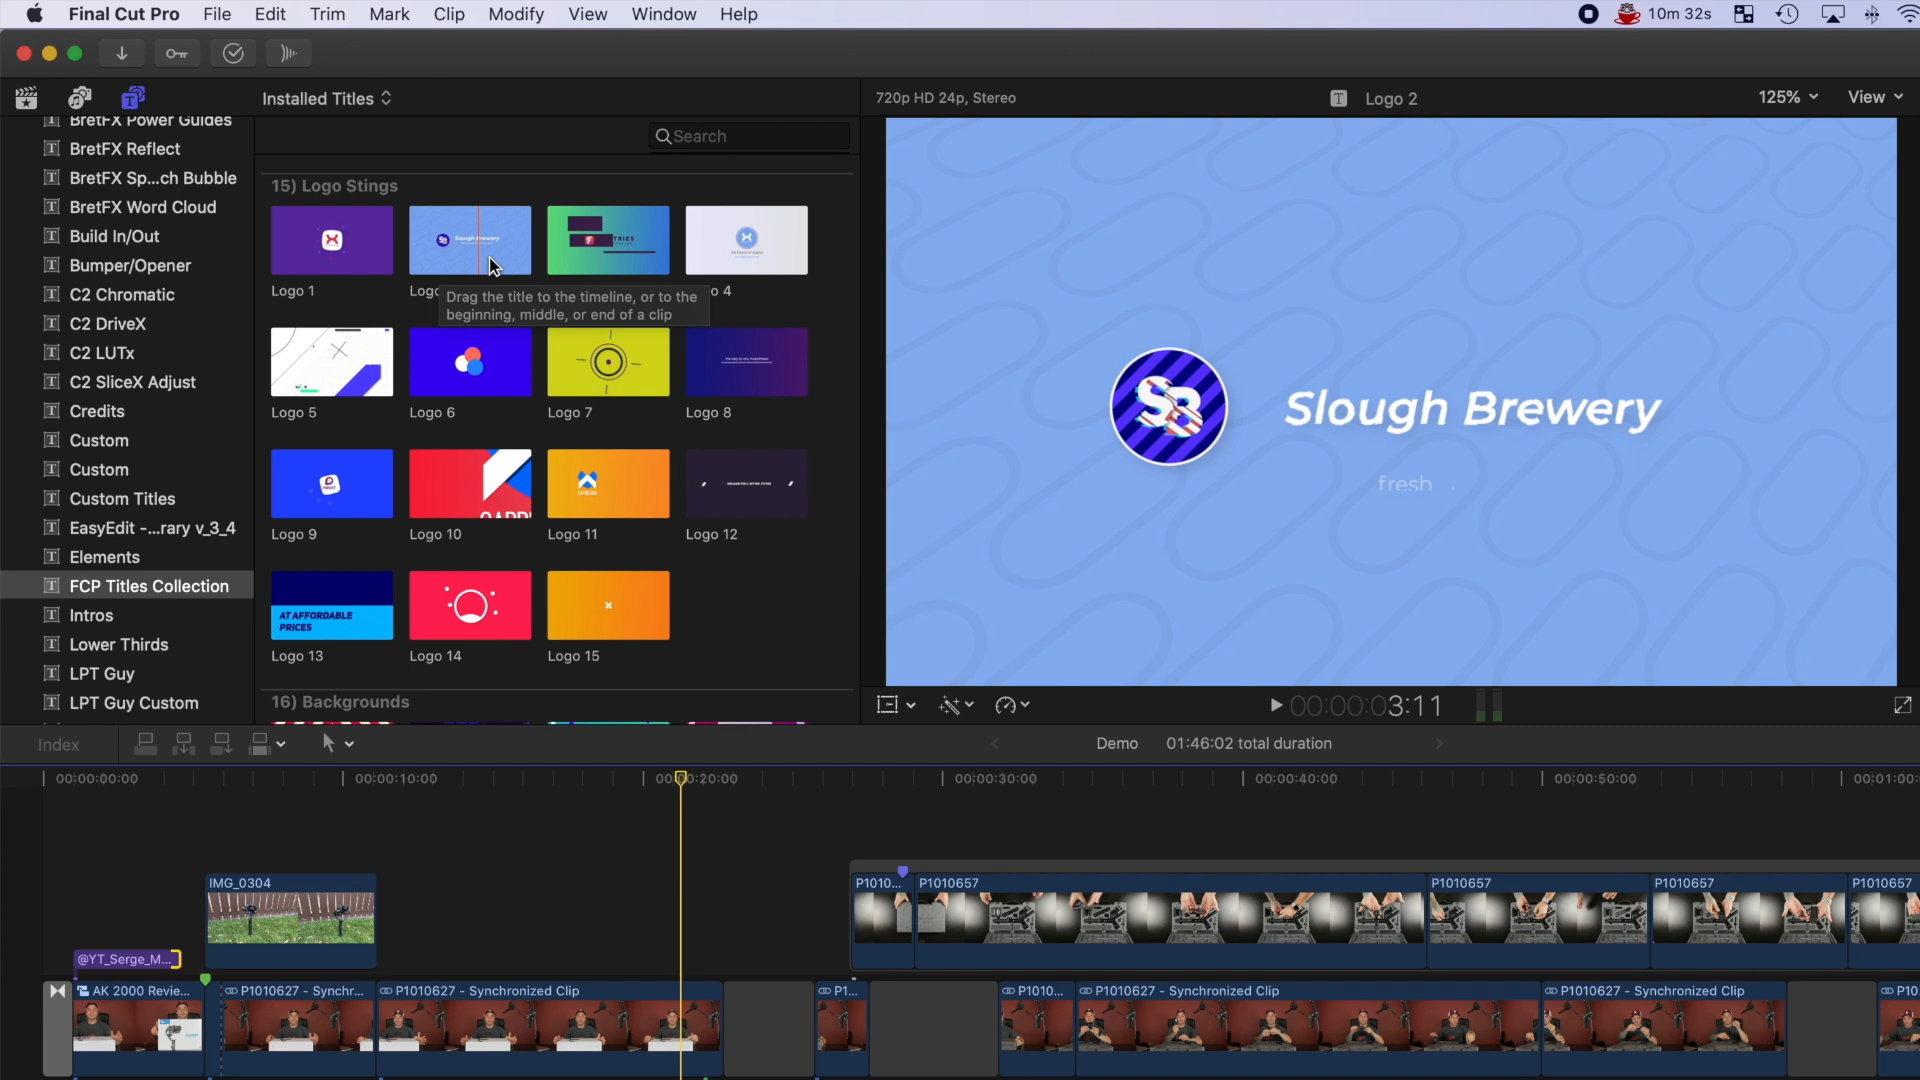 Final Cut Pro File Edit Trim Mark Clip Modify View Window Help 10m 32s
Installed Titles
720p HD 24p, Stereo
Logo 2
125% View
BretFX Power Guides
BretFX Reflect
BretFX Sp...ch Bubble
BretFX Word Cloud
Build In/Out
Bumper/Opener
C2 Chromatic
C2 DriveX
C2 LUTx
C2 SliceX Adjust
Credits
Custom
Custom
Custom Titles
EasyEdit -...rary v_3_4
Elements
FCP Titles Collection
Intros
Lower Thirds
LPT Guy
LPT Guy Custom
Search
15) Logo Stings
Slough Brewery
TRIES
Logo 1
Logo
o 4
Drag the title to the timeline, or to the
beginning, middle, or end of a clip
Logo 5 Logo 6 Logo 7 Logo 8
Logo 9 Logo 10 Logo 11 Logo 12
AT AFFORDABLE
PRICES
Logo 13 Logo 14 Logo 15
16) Backgrounds
SB
Slough Brewery
fresh
00:00:03:11
Index
Demo 01:46:02 total duration
00:00:00:00 00:00:10:00 00:00:20:00 00:00:30:00 00:00:40:00 00:00:50:00 00:01:00:
IMG_0304
P1010... P1010657 P1010657 P1010657 P1010657
@YT_Serge_M...
AK 2000 Revie... P1010627 - Synchr... P1010627 - Synchronized Clip P1... P1010... P1010627 - Synchronized Clip P1010627 - Synchronized Clip P10